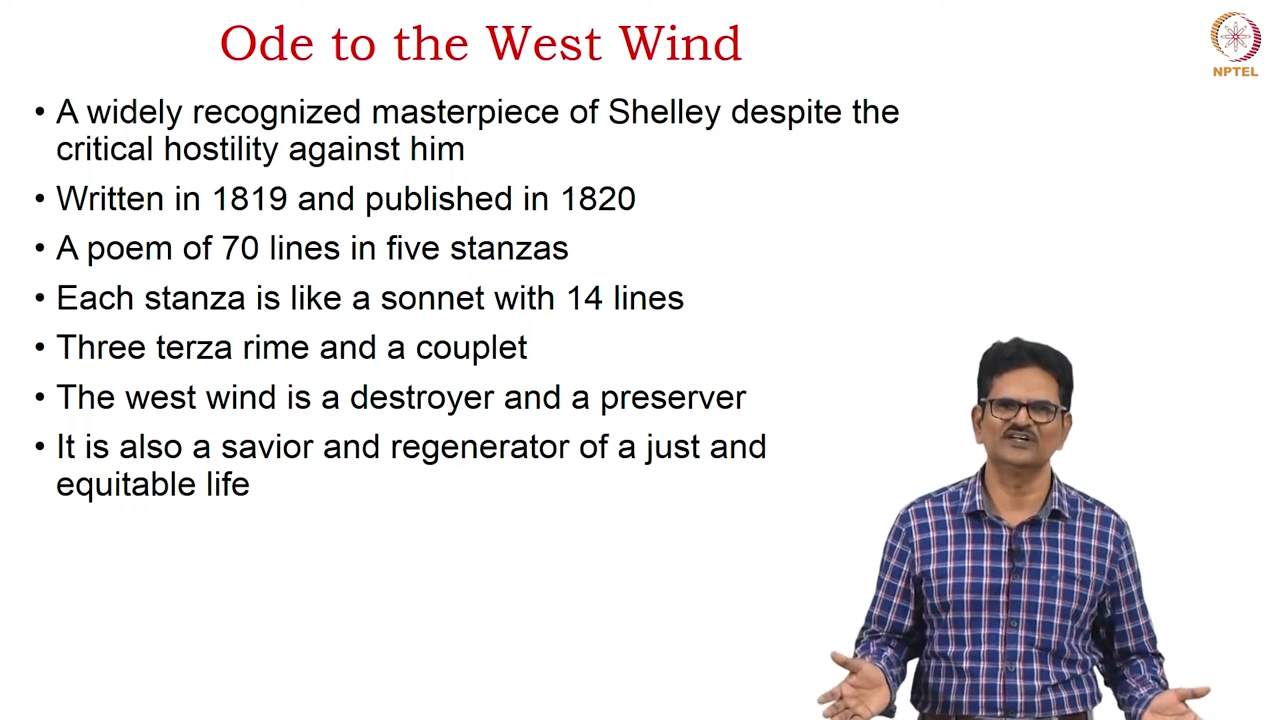 Ode to the West Wind
NPTEL
• A widely recognized masterpiece of Shelley despite the
critical hostility against him
• Written in 1819 and published in 1820
• A poem of 70 lines in five stanzas
• Each stanza is like a sonnet with 14 lines
• Three terza rime and a couplet
• The west wind is a destroyer and a preserver
• It is also a savior and regenerator of a just and
equitable life